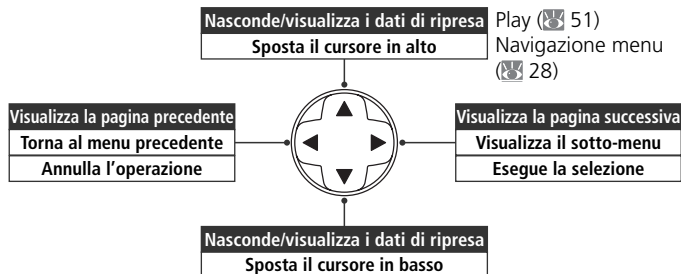 Nasconde/visualizza i dati di ripresa
Sposta il cursore in alto
Play (51)
Navigazione menu
(28)
Visualizza la pagina precedente
Torna al menu precedente
Annulla l'operazione
Visualizza la pagina successiva
Visualizza il sotto-menu
Esegue la selezione
Nasconde/visualizza i dati di ripresa
Sposta il cursore in basso